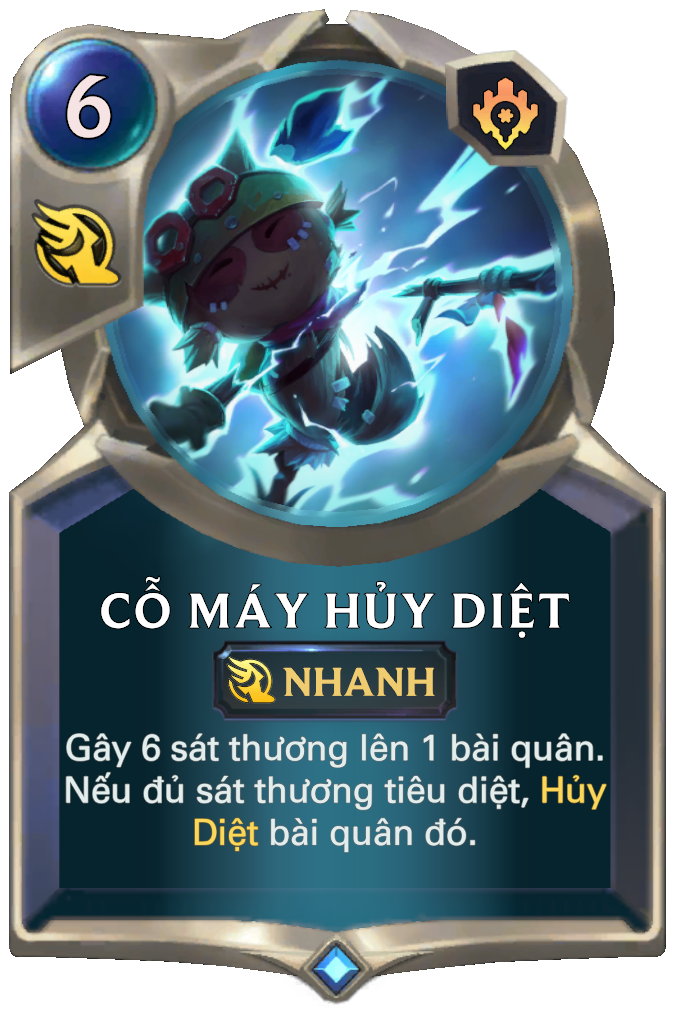 6
CỖ MÁY HỦY DIỆT
NHANH
Gây 6 sát thương lên 1 bài quân.
Nếu đủ sát thương tiêu diệt, Hủy
Diệt bài quân đó.